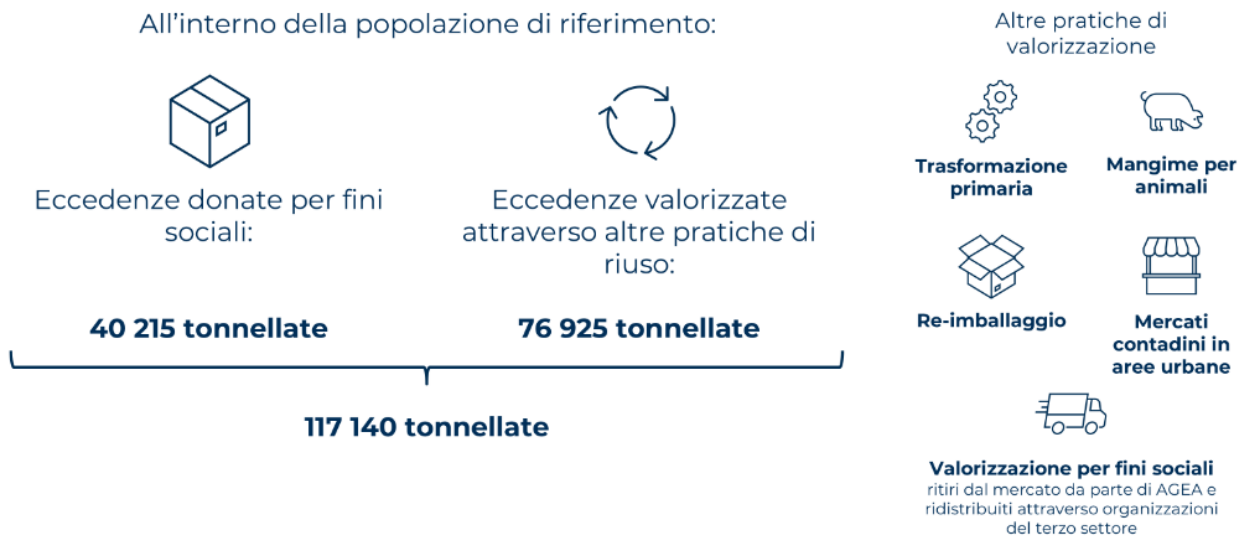 All’interno della popolazione di riferimento:
Eccedenze donate per fini
sociali:
40 215 tonnellate
Eccedenze valorizzate
attraverso altre pratiche di
riuso:
76 925 tonnellate
117 140 tonnellate
Altre pratiche di
valorizzazione
Trasformazione
primaria
Mangime per
animali
Re-imballaggio
Mercati
contadini in
aree urbane
Valorizzazione per fini sociali
ritiri dal mercato da parte di AGEA e
ridistribuiti attraverso organizzazioni
del terzo settore